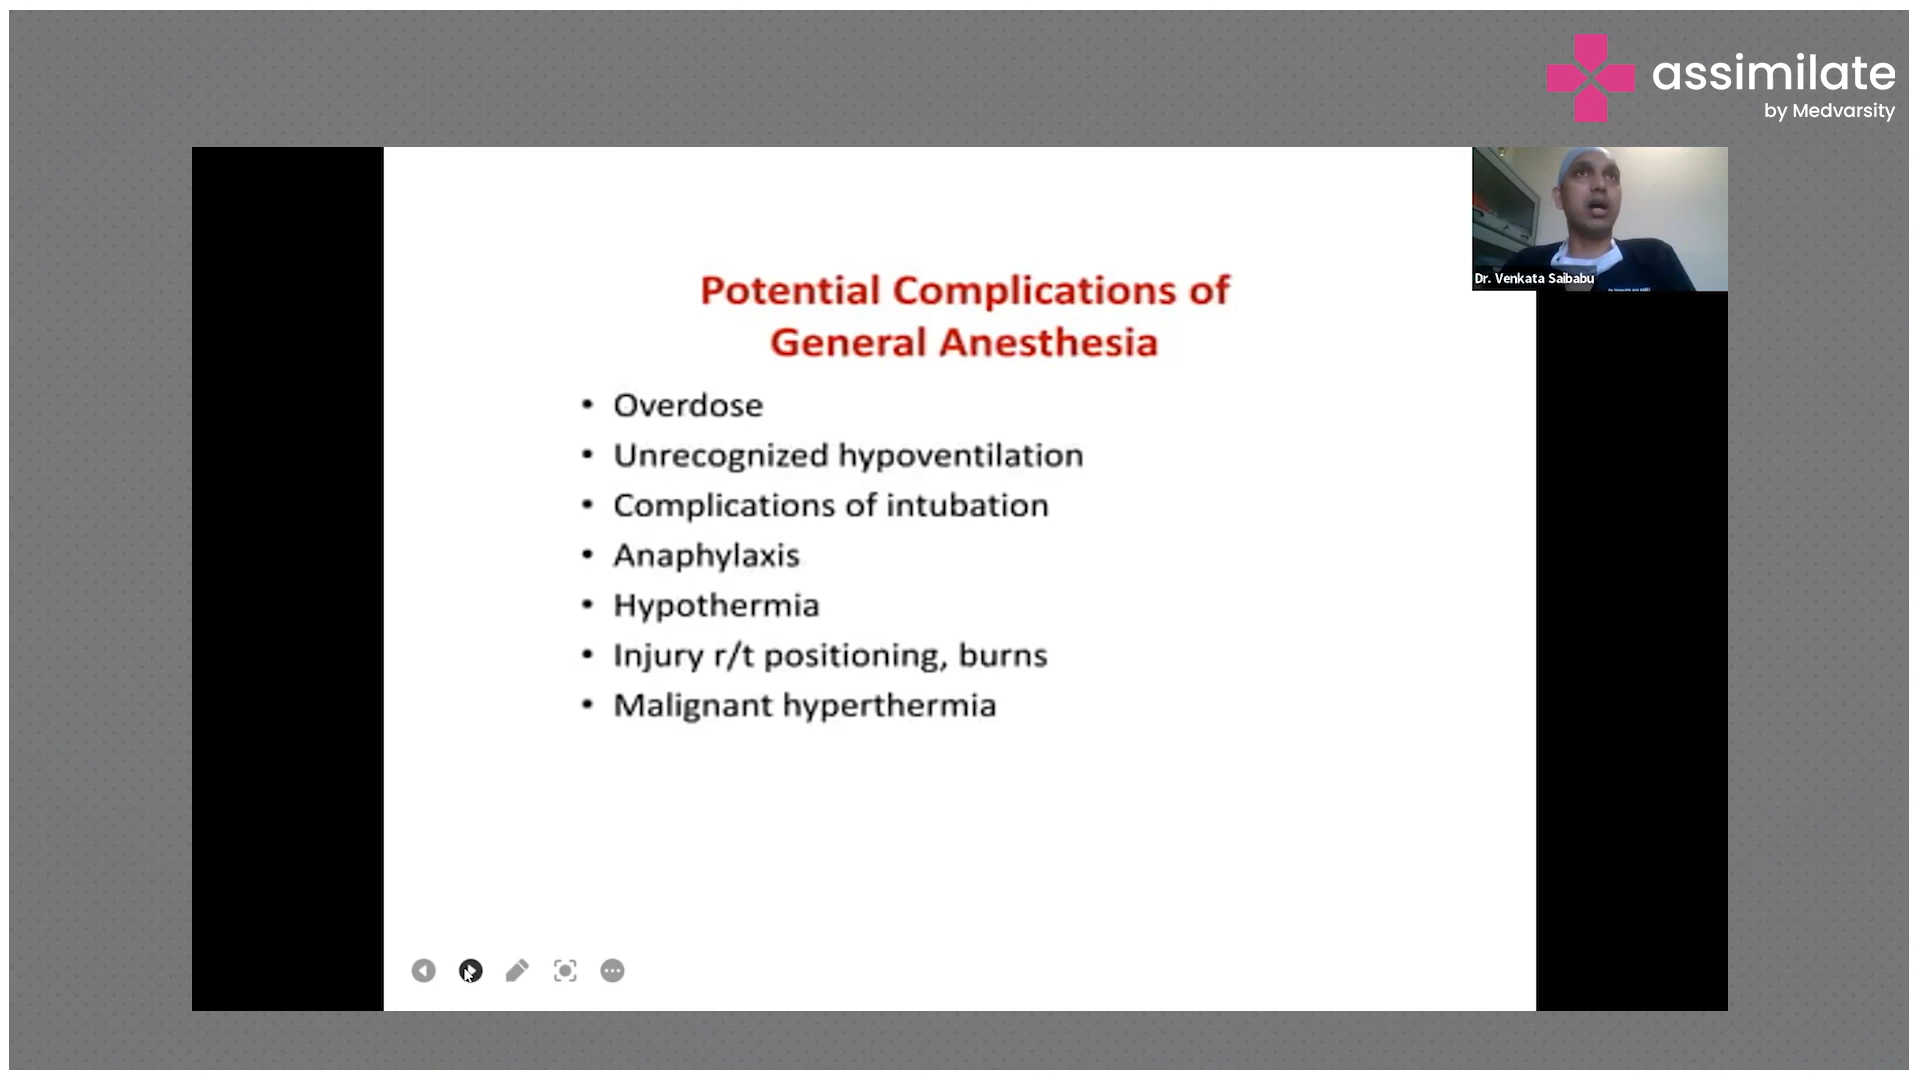 assimilate
by Medvarsity
Dr. Venkata Saibabu
Potential Complications of
General Anesthesia
• Overdose
• Unrecognized hypoventilation
• Complications of intubation
• Anaphylaxis
• Hypothermia
• Injury r/t positioning, burns
• Malignant hyperthermia